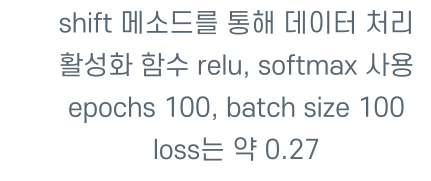 shift 메소드를 통해 데이터 처리
활성화 함수 relu, softmax 사용
epochs 100, batch size 100
loss는 약 0.27